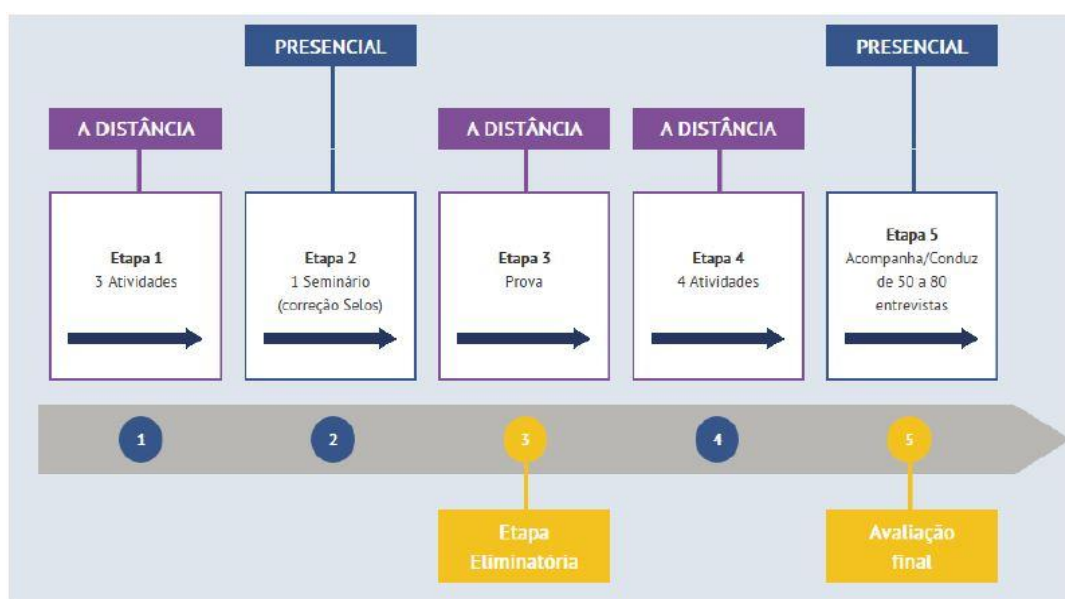 PRESENCIAL
PRESENCIAL
A DISTÂNCIA
A DISTÂNCIA
A DISTÂNCIA
Etapa 1
3 Atividades
Etapa 2
1 Seminário
(correção Selos)
Etapa 3
Prova
Etapa 4
4 Atividades
Etapa 5
Acompanha/Conduz
de 50 a 80
entrevistas
1
2
3
4
5
Etapa
Eliminatória
Avaliação
final